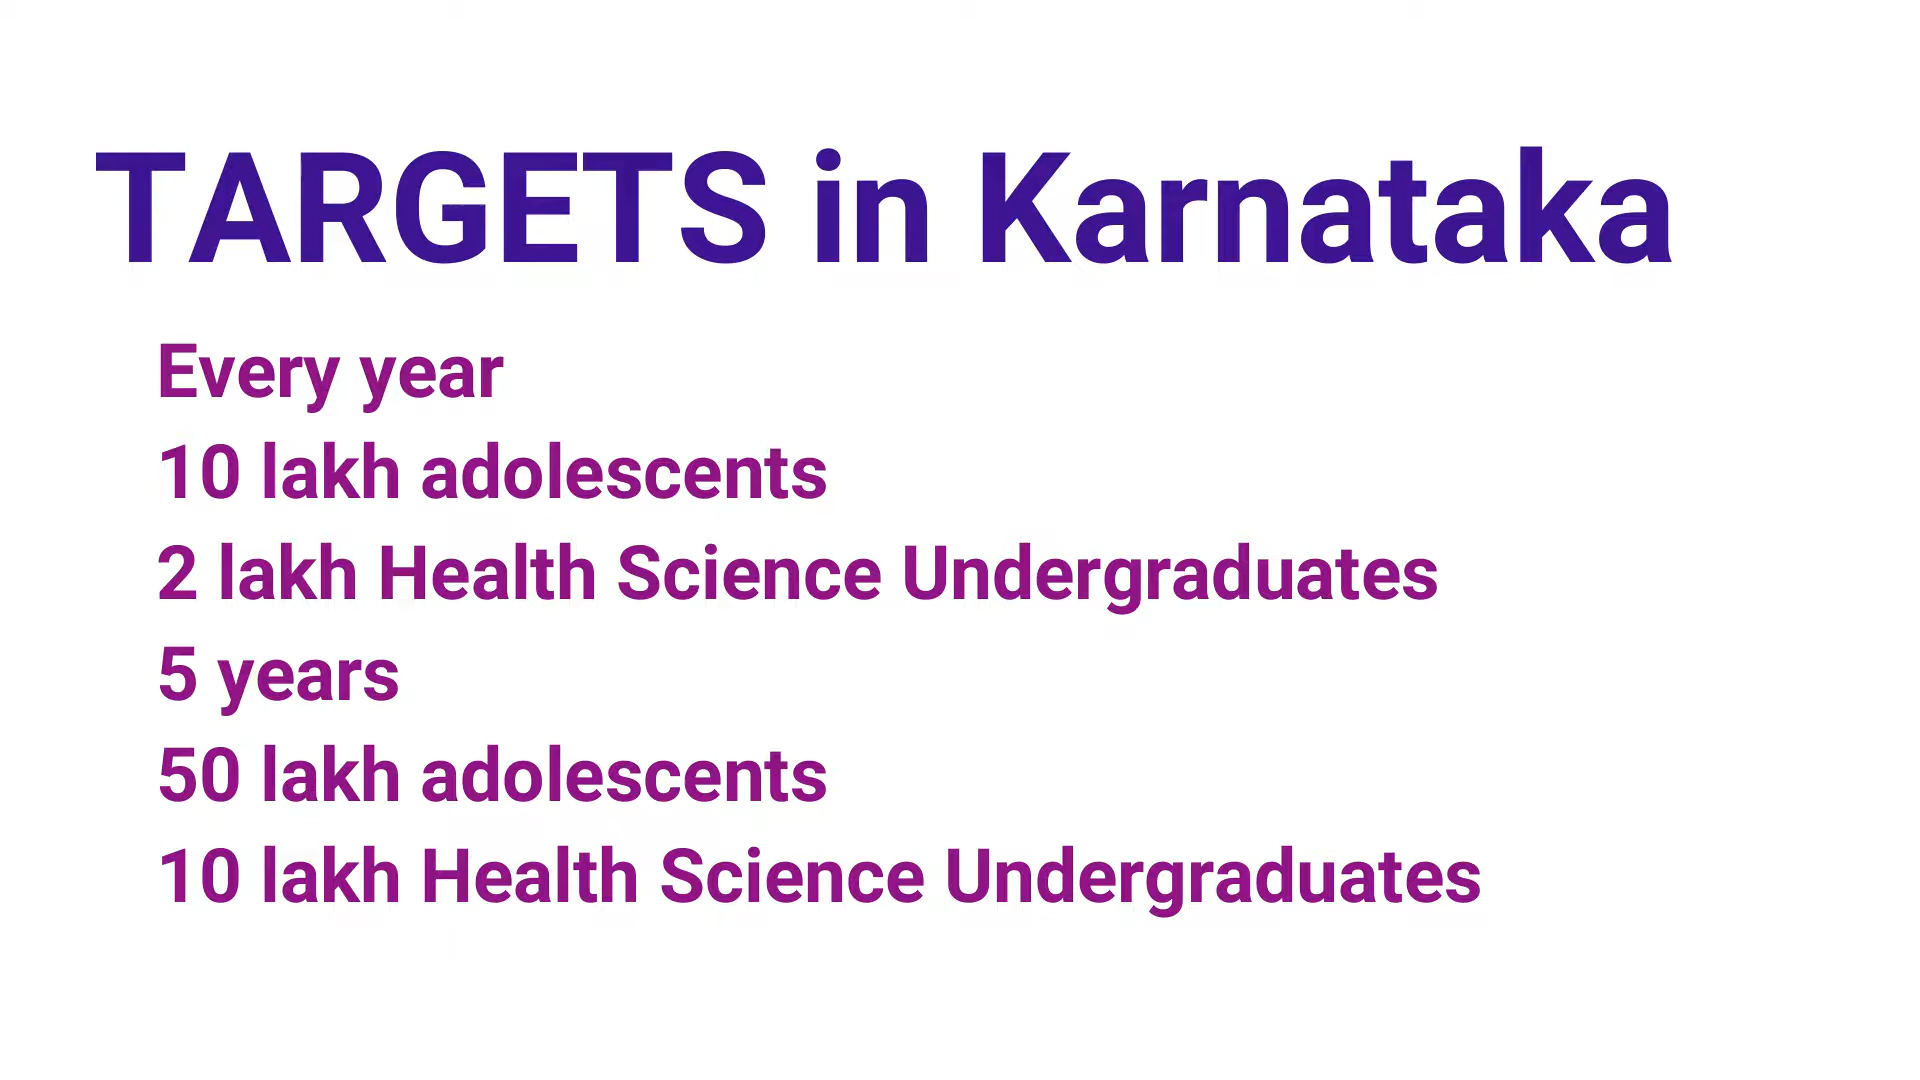 TARGETS in Karnataka
Every year
10 lakh adolescents
2 lakh Health Science Undergraduates
5 years
50 lakh adolescents
10 lakh Health Science Undergraduates